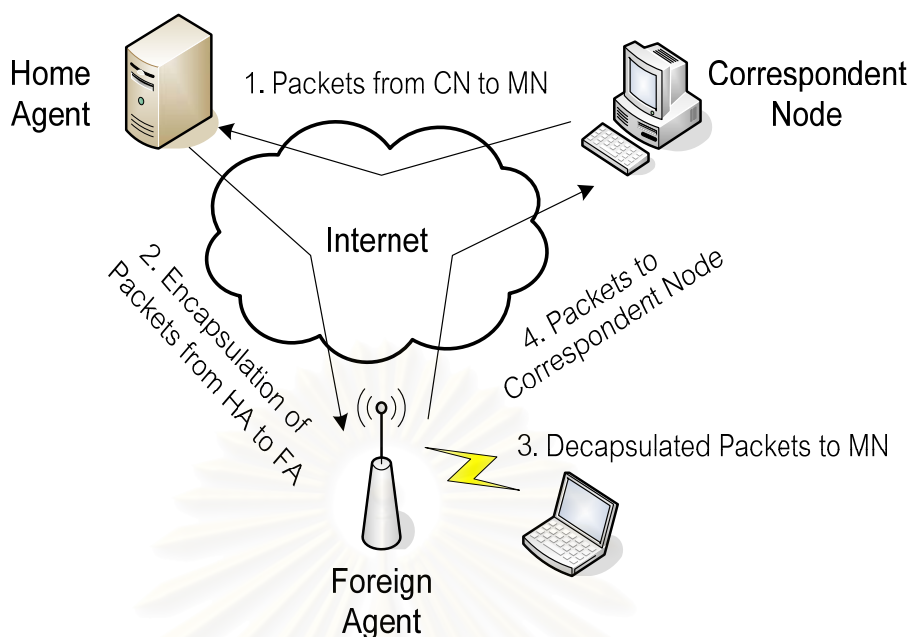 Home
Agent
1. Packets from CN to MN
Correspondent
Node
Internet
2. Encapsulation of
Packets from HA to FA
4. Packets to
Correspondent Node
3. Decapsulated Packets to MN
Foreign
Agent